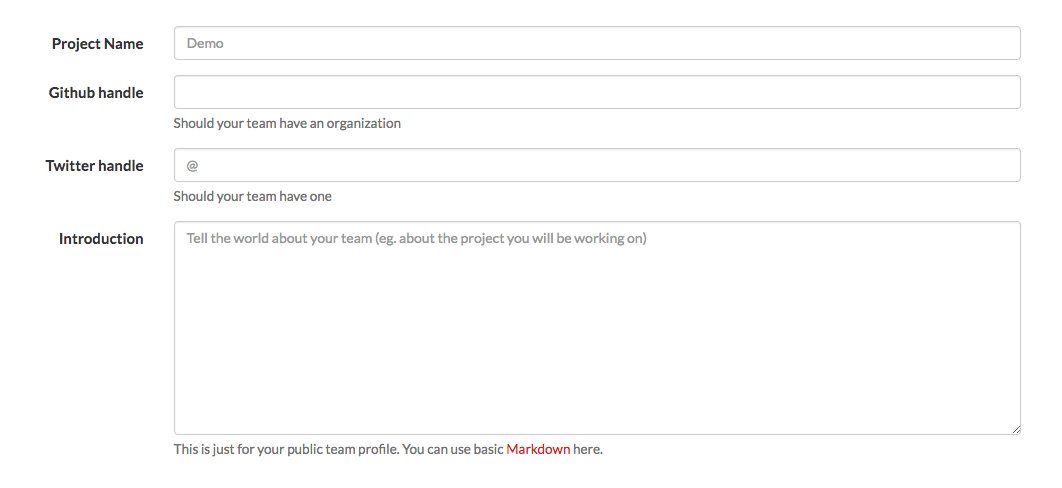 Project Name
Demo
Github handle
Should your team have an organization
Twitter handle
@
Should your team have one
Introduction
Tell the world about your team (eg. about the project you will be working on)
This is just for your public team profile. You can use basic Markdown here.